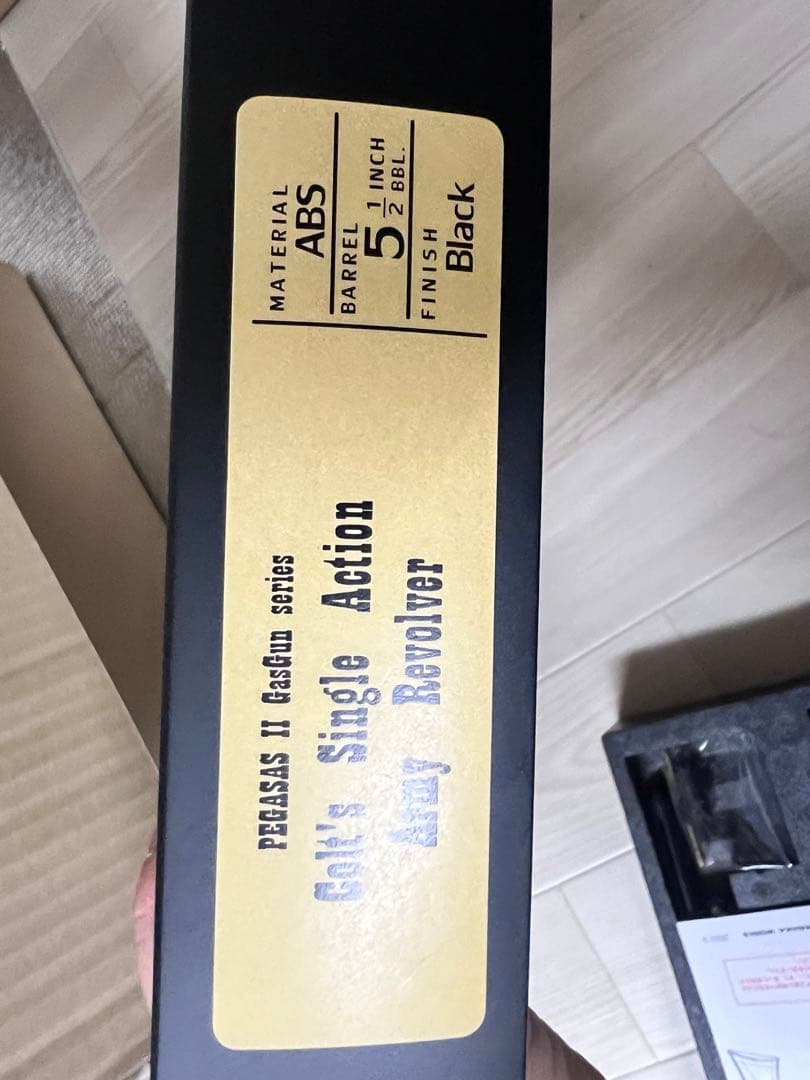 PEGASAS II GasGun series
Colt's Single Action
Army Revolver
MATERIAL
ABS
BARREL
5 1/2 INCH BBL.
FINISH
Black